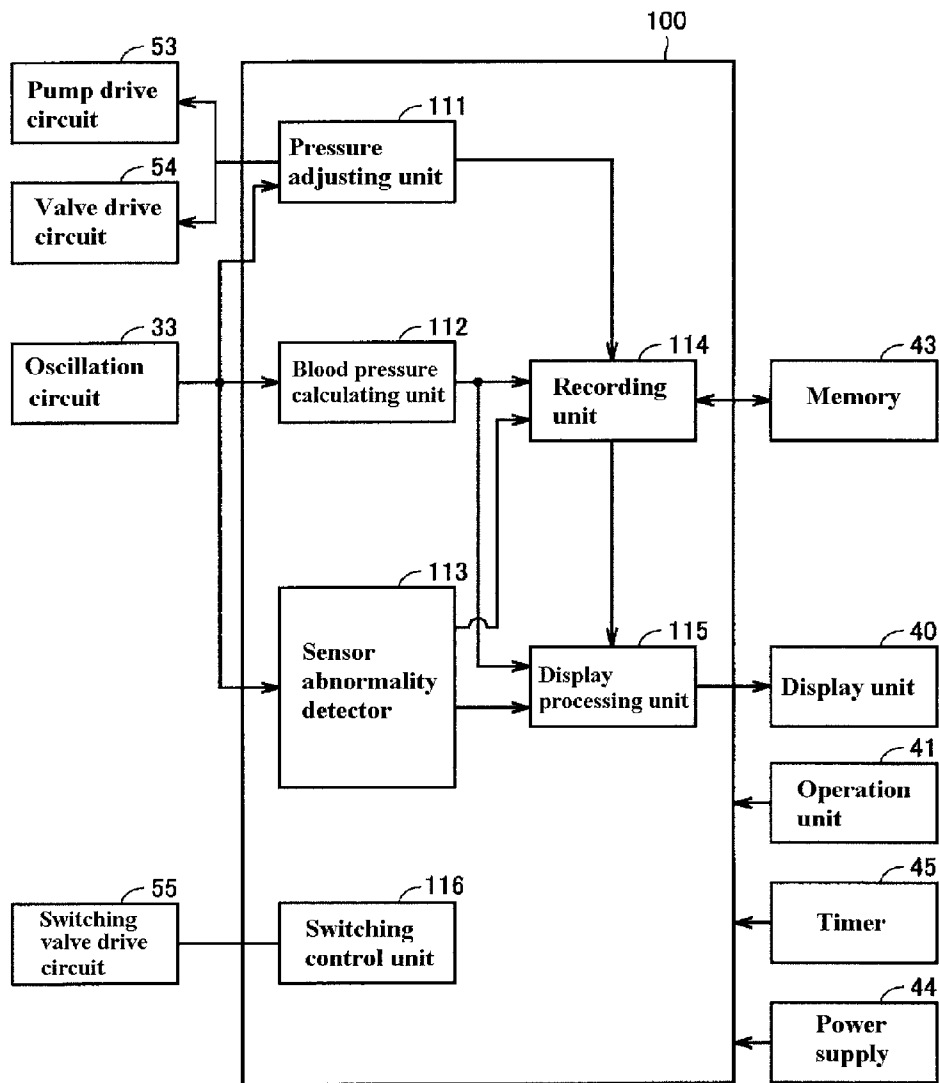 100
53
Pump drive
circuit
111
Pressure
adjusting unit
54
Valve drive
circuit
33
Oscillation
circuit
112
Blood pressure
calculating unit
114
Recording
unit
43
Memory
113
Sensor
abnormality
detector
115
Display
processing unit
40
Display unit
41
Operation
unit
55
Switching
valve drive
circuit
116
Switching
control unit
45
Timer
44
Power
supply